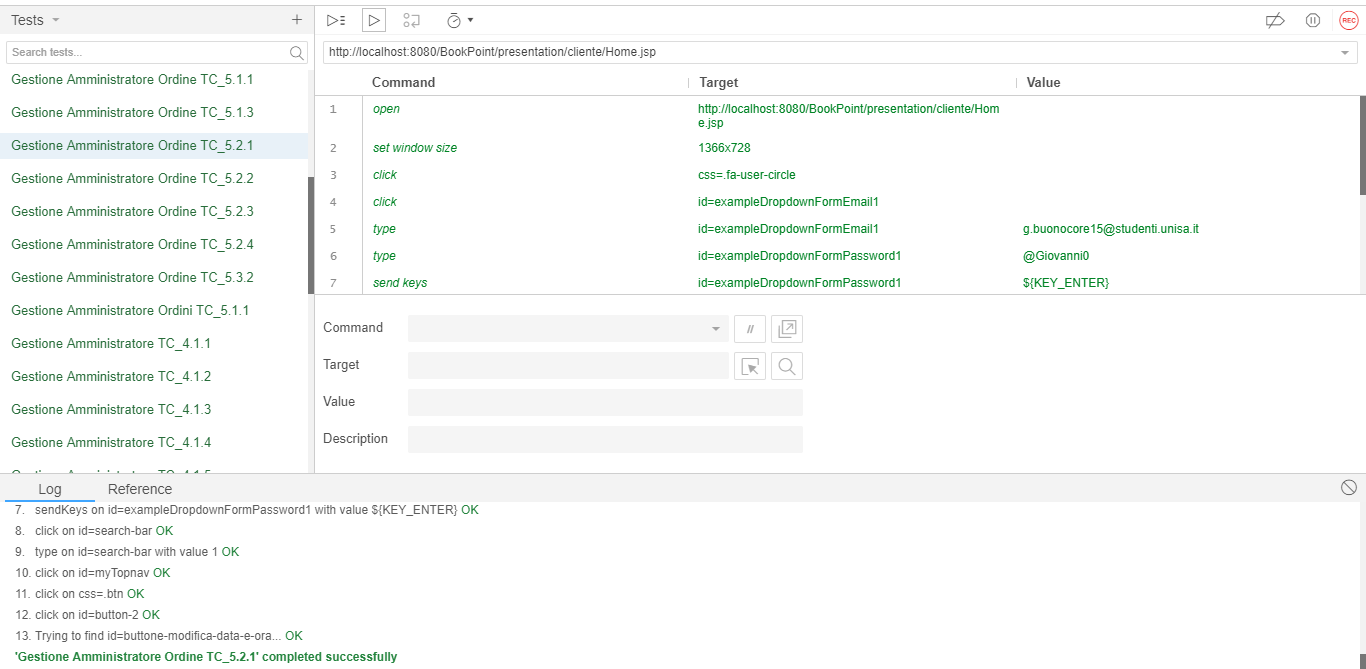 Tests
Search tests...
Gestione Amministratore Ordine TC_5.1.1
Gestione Amministratore Ordine TC_5.1.3
Gestione Amministratore Ordine TC_5.2.1
Gestione Amministratore Ordine TC_5.2.2
Gestione Amministratore Ordine TC_5.2.3
Gestione Amministratore Ordine TC_5.2.4
Gestione Amministratore Ordine TC_5.3.2
Gestione Amministratore Ordini TC_5.1.1
Gestione Amministratore TC_4.1.1
Gestione Amministratore TC_4.1.2
Gestione Amministratore TC_4.1.3
Gestione Amministratore TC_4.1.4
REC
http://localhost:8080/BookPoint/presentation/cliente/Home.jsp
Command Target Value
1 open http://localhost:8080/BookPoint/presentation/cliente/Hom
e.jsp
2 set window size 1366x728
3 click css=.fa-user-circle
4 click id=exampleDropdownFormEmail1
5 type id=exampleDropdownFormEmail1 g.buonocore15@studenti.unisa.it
6 type id=exampleDropdownFormPassword1 @Giovanni0
7 send keys id=exampleDropdownFormPassword1 ${KEY_ENTER}
Command //
Target
Value
Description
Log Reference
7. sendKeys on id=exampleDropdownFormPassword1 with value ${KEY_ENTER} OK
8. click on id=search-bar OK
9. type on id=search-bar with value 1 OK
10. click on id=myTopnav OK
11. click on css=.btn OK
12. click on id=button-2 OK
13. Trying to find id=buttone-modifica-data-e-ora... OK
'Gestione Amministratore Ordine TC_5.2.1' completed successfully